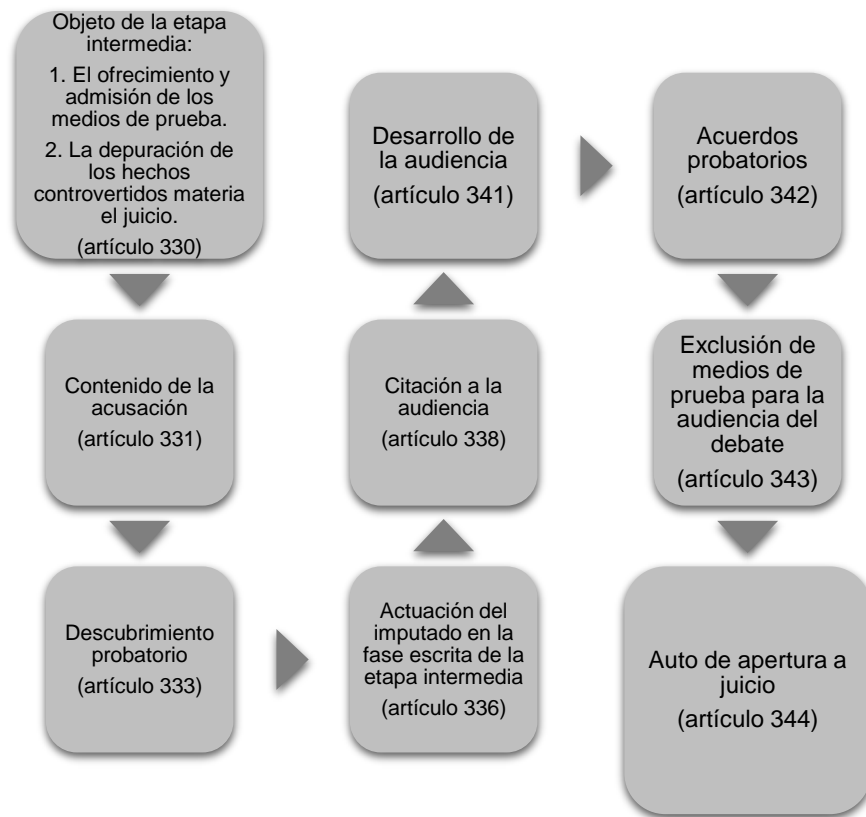 Objeto de la etapa
intermedia:
1. El ofrecimiento y
admisión de los
medios de prueba.
2. La depuración de
los hechos
controvertidos materia
el juicio.
(artículo 330)
Contenido de la
acusación
(artículo 331)
Descubrimiento
probatorio
(artículo 333)
Actuación del
imputado en la
fase escrita de la
etapa intermedia
(artículo 336)
Citación a la
audiencia
(artículo 338)
Desarrollo de
la audiencia
(artículo 341)
Acuerdos
probatorios
(artículo 342)
Exclusión de
medios de
prueba para la
audiencia del
debate
(artículo 343)
Auto de apertura a
juicio
(artículo 344)